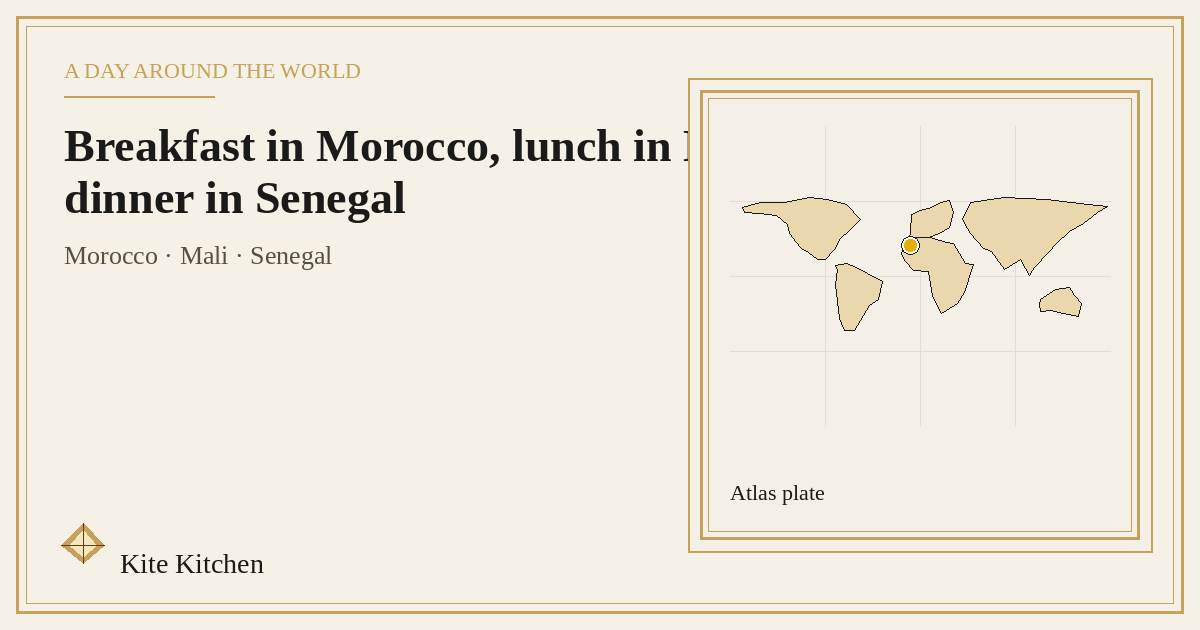 A DAY AROUND THE WORLD
Breakfast in Morocco, lunch in
dinner in Senegal
Morocco · Mali · Senegal
Atlas plate
Kite Kitchen